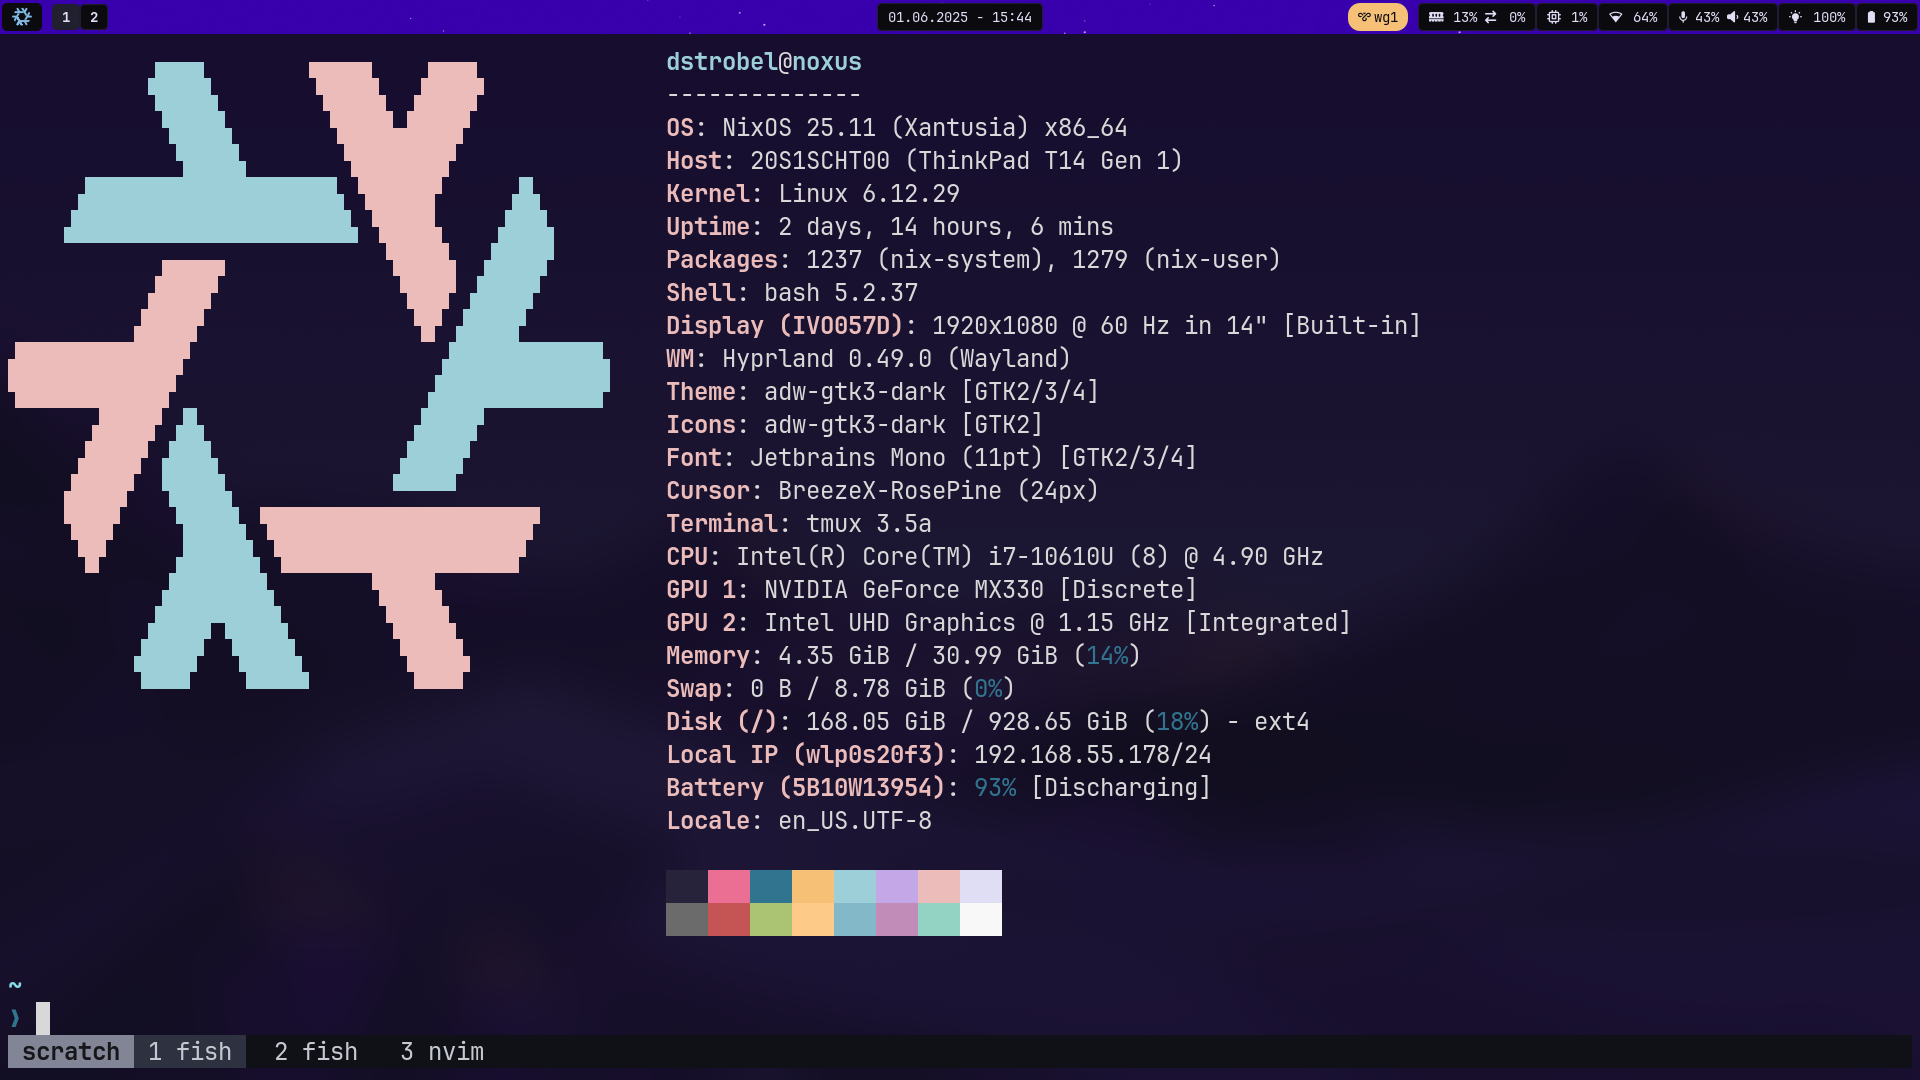 1 2 01.06.2025 - 15:44 wg1 13% 0% 1% 64% 43% 43% 100% 93%
dstrobel@noxus
--------------
OS: NixOS 25.11 (Xantusia) x86_64
Host: 20S1SCHT00 (ThinkPad T14 Gen 1)
Kernel: Linux 6.12.29
Uptime: 2 days, 14 hours, 6 mins
Packages: 1237 (nix-system), 1279 (nix-user)
Shell: bash 5.2.37
Display (IVO057D): 1920x1080 @ 60 Hz in 14" [Built-in]
WM: Hyprland 0.49.0 (Wayland)
Theme: adw-gtk3-dark [GTK2/3/4]
Icons: adw-gtk3-dark [GTK2]
Font: Jetbrains Mono (11pt) [GTK2/3/4]
Cursor: BreezeX-RosePine (24px)
Terminal: tmux 3.5a
CPU: Intel(R) Core(TM) i7-10610U (8) @ 4.90 GHz
GPU 1: NVIDIA GeForce MX330 [Discrete]
GPU 2: Intel UHD Graphics @ 1.15 GHz [Integrated]
Memory: 4.35 GiB / 30.99 GiB (14%)
Swap: 0 B / 8.78 GiB (0%)
Disk (/): 168.05 GiB / 928.65 GiB (18%) - ext4
Local IP (wlp0s20f3): 192.168.55.178/24
Battery (5B10W13954): 93% [Discharging]
Locale: en_US.UTF-8
~
❯
scratch 1 fish 2 fish 3 nvim